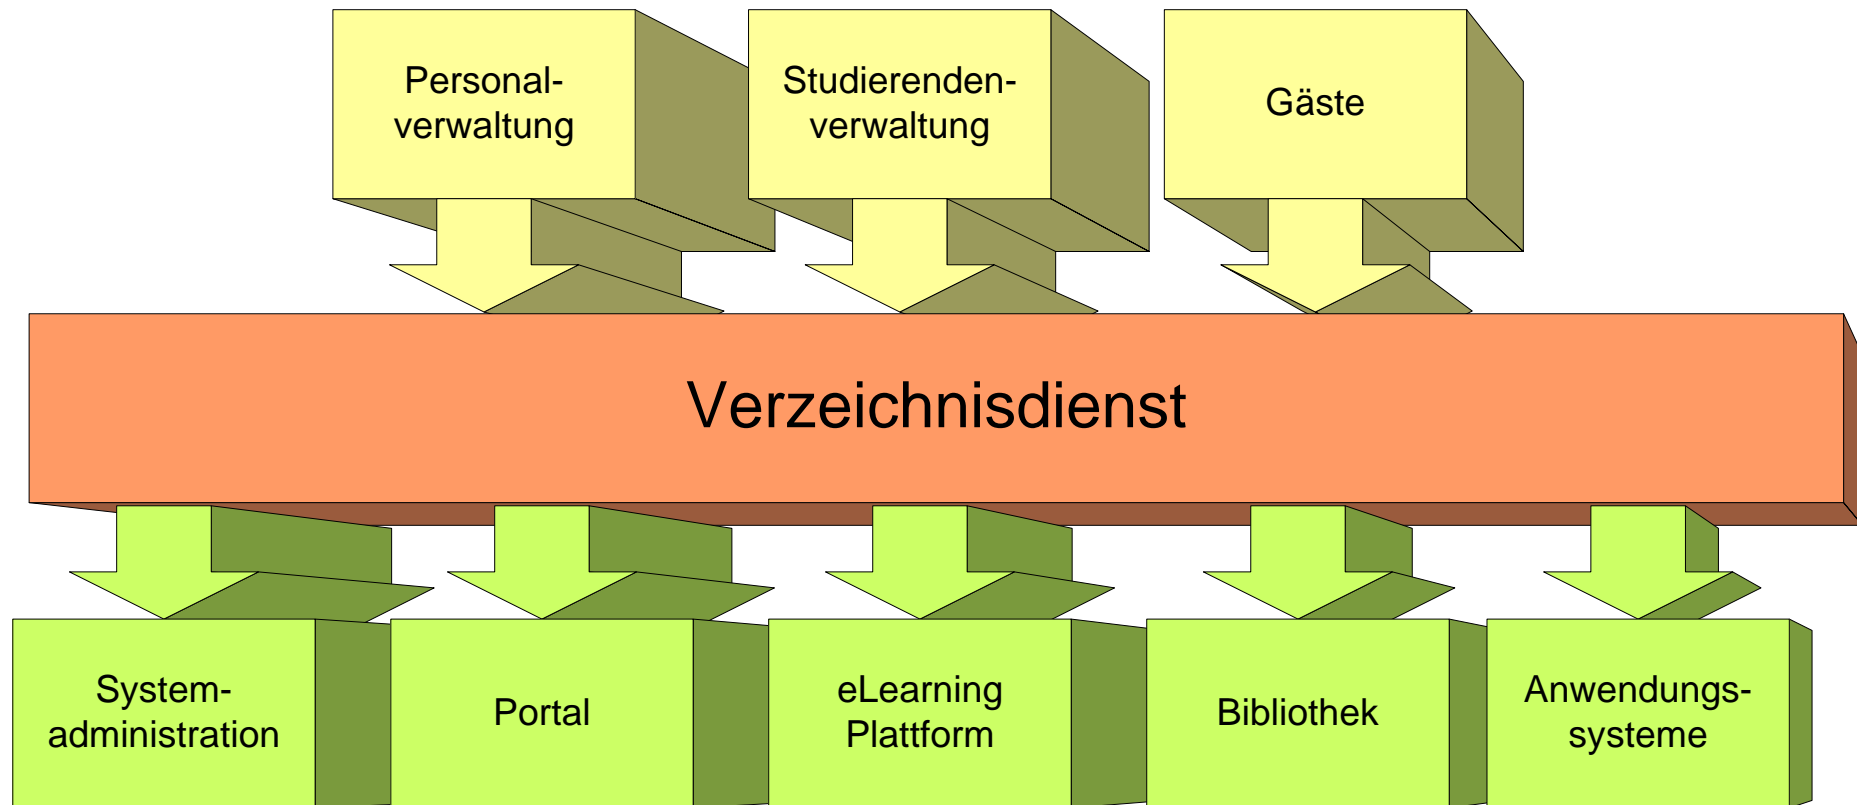 Personal-
verwaltung
Studierenden-
verwaltung
Gäste
Verzeichnisdienst
System-
administration
Portal
eLearning
Plattform
Bibliothek
Anwendungs-
systeme